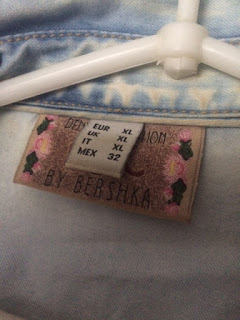 EUR XL
UK XL
IT XL
MEX 32
BY BERSHKA